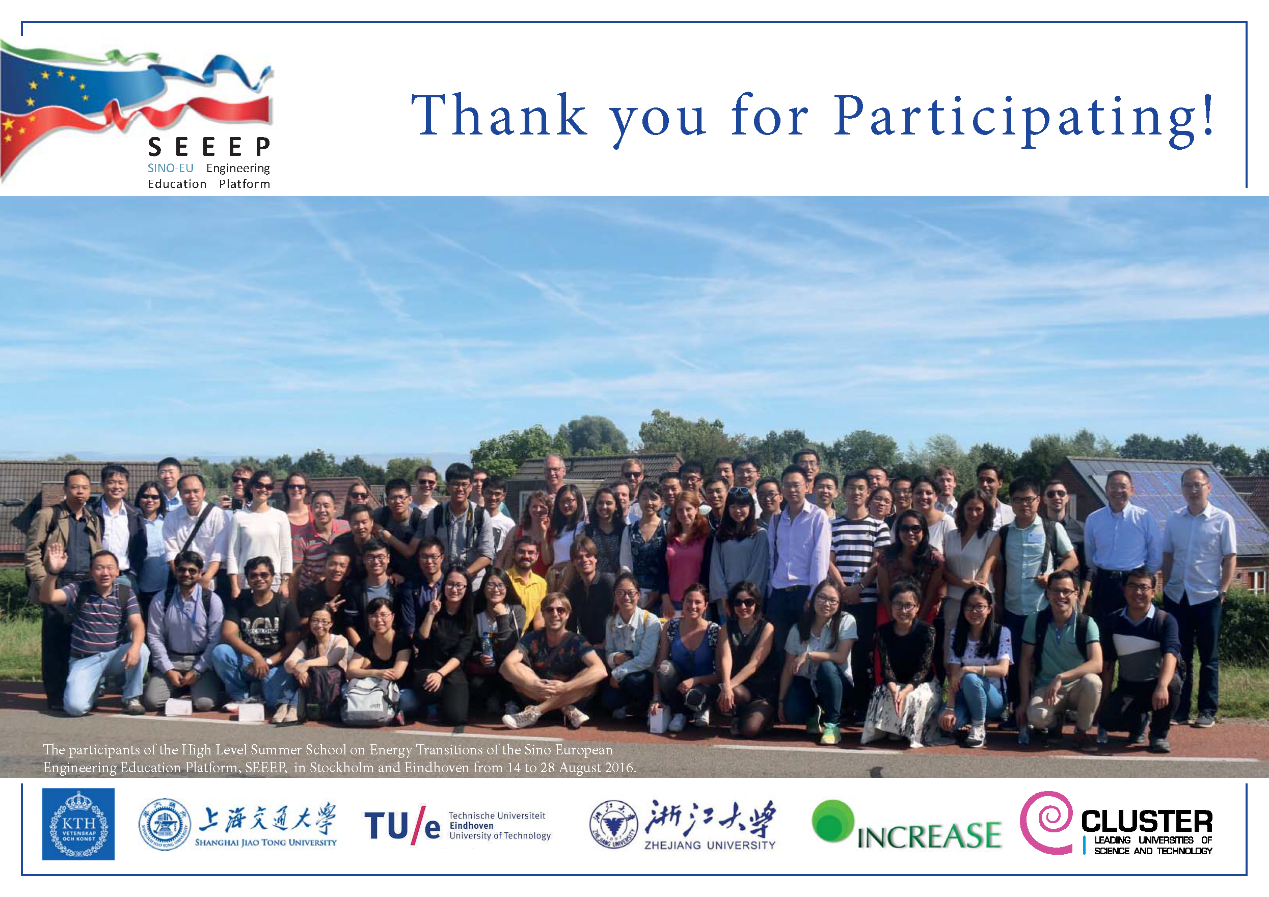 Thank you for Participating!
SEEEP
SINO-EU Engineering
Education Platform
The participants of the High Level Summer School on Energy Transitions of the Sino European
Engineering Education Platform, SEEEP, in Stockholm and Eindhoven from 14 to 28 August 2016.
KTH
VETENSKAP
OCH KONST
上海交通大学
SHANGHAI JIAO TONG UNIVERSITY
TU/e
Technische Universiteit
Eindhoven
University of Technology
浙江大学
ZHEJIANG UNIVERSITY
INCREASE
CLUSTER
LEADING UNIVERSITIES OF
SCIENCE AND TECHNOLOGY